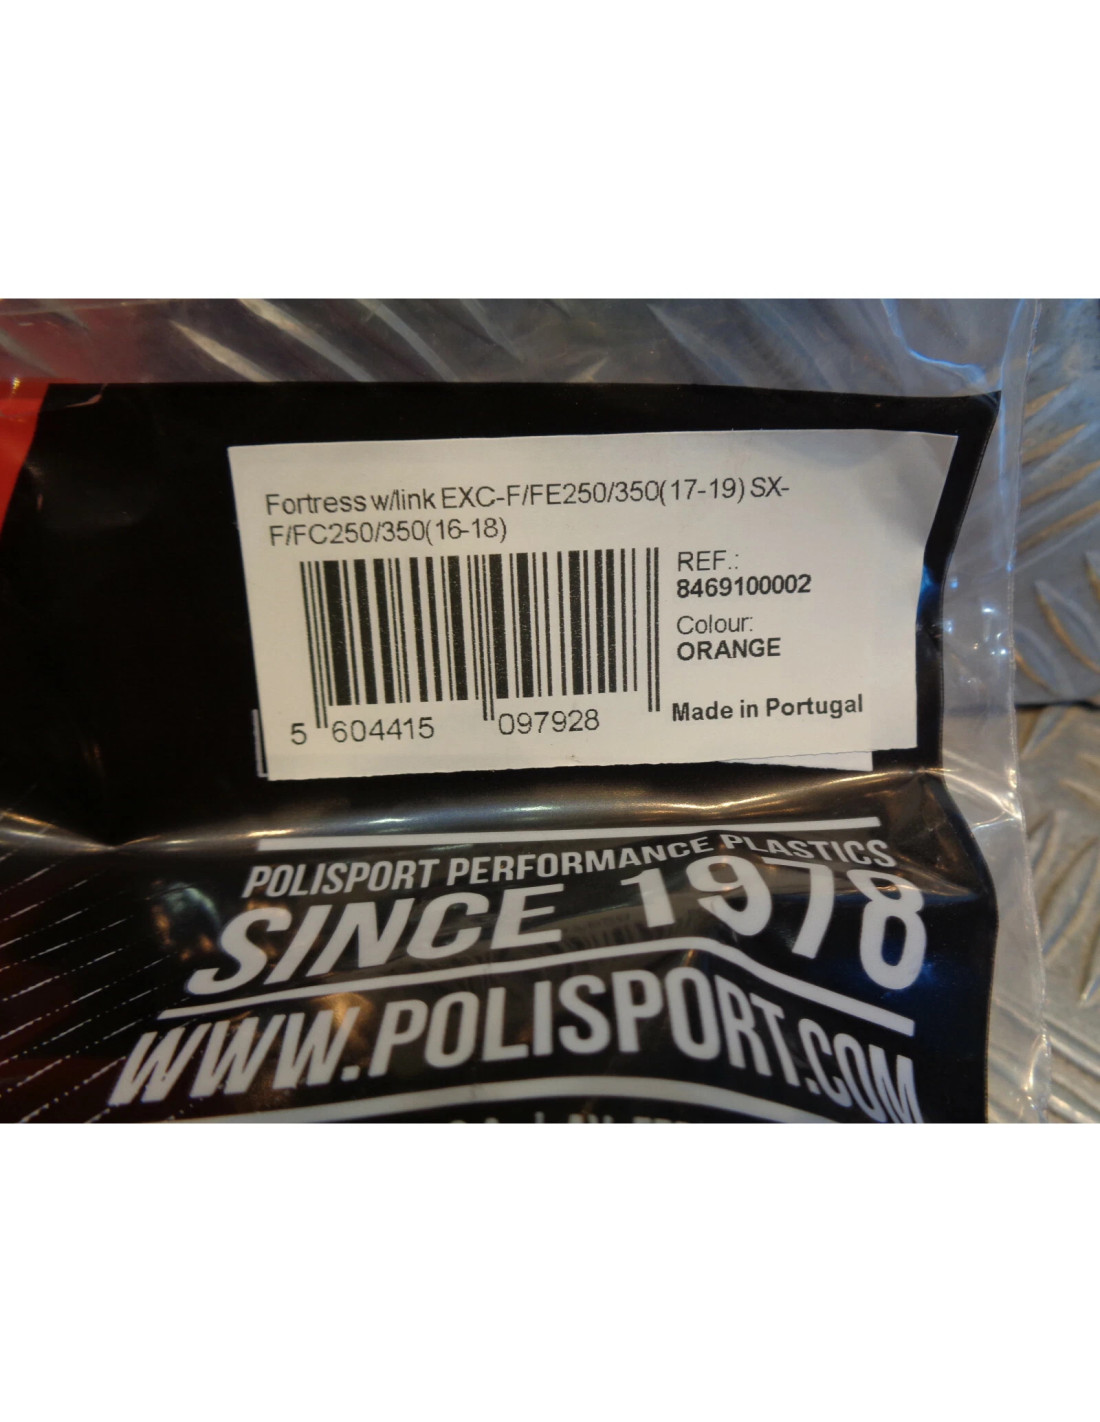 Fortress w/link EXC-F/FE250/350(17-19) SX-
F/FC250/350(16-18)
REF.:
8469100002
Colour:
ORANGE
Made in Portugal
5 604415 097928
POLISPORT PERFORMANCE PLASTICS
SINCE 1978
WWW.POLISPORT.COM